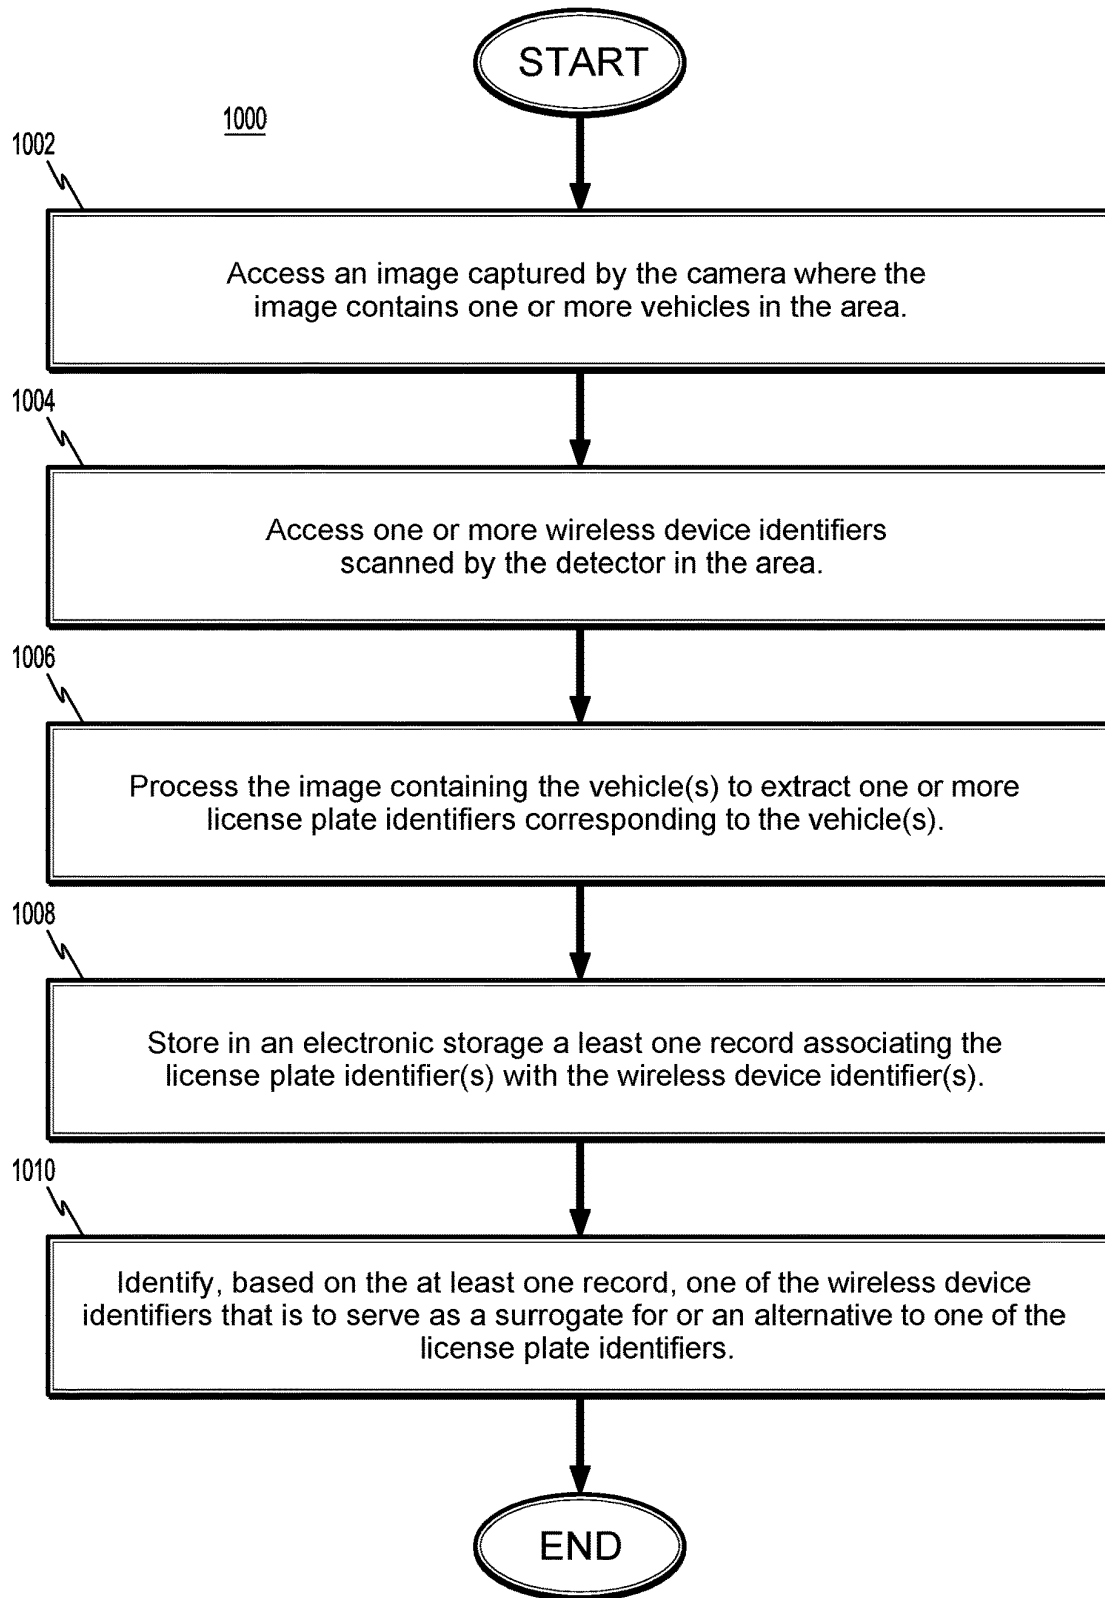 START
1000
1002
Access an image captured by the camera where the
image contains one or more vehicles in the area.
1004
Access one or more wireless device identifiers
scanned by the detector in the area.
1006
Process the image containing the vehicle(s) to extract one or more
license plate identifiers corresponding to the vehicle(s).
1008
Store in an electronic storage a least one record associating the
license plate identifier(s) with the wireless device identifier(s).
1010
Identify, based on the at least one record, one of the wireless device
identifiers that is to serve as a surrogate for or an alternative to one of the
license plate identifiers.
END